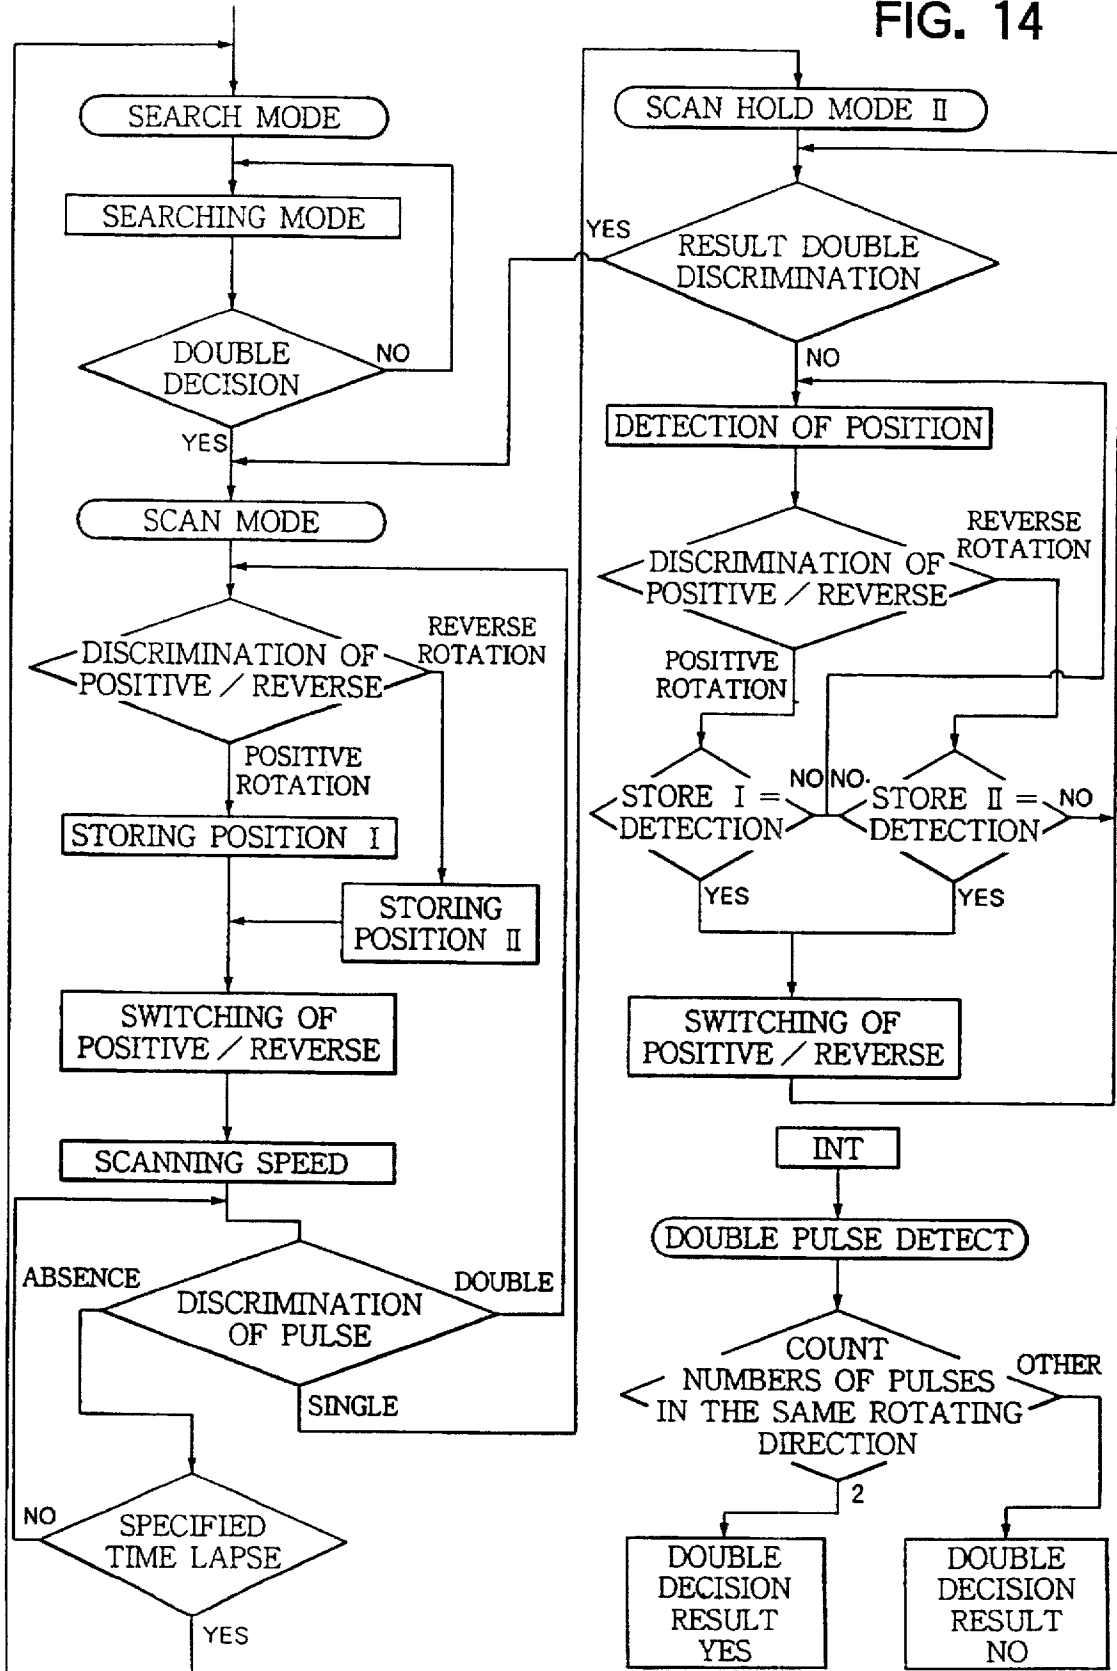 FIG. 14
SEARCH MODE
SEARCHING MODE
DOUBLE
DECISION
NO
YES
SCAN MODE
DISCRIMINATION OF
POSITIVE / REVERSE
REVERSE
ROTATION
POSITIVE
ROTATION
STORING POSITION I
STORING
POSITION II
SWITCHING OF
POSITIVE / REVERSE
SCANNING SPEED
ABSENCE
DOUBLE
DISCRIMINATION
OF PULSE
SINGLE
NO
SPECIFIED
TIME LAPSE
YES
SCAN HOLD MODE II
YES
RESULT DOUBLE
DISCRIMINATION
NO
DETECTION OF POSITION
REVERSE
ROTATION
DISCRIMINATION OF
POSITIVE / REVERSE
POSITIVE
ROTATION
STORE I =
DETECTION
NO
NO
STORE II =
DETECTION
NO
YES
YES
SWITCHING OF
POSITIVE / REVERSE
INT
DOUBLE PULSE DETECT
COUNT
NUMBERS OF PULSES
IN THE SAME ROTATING
DIRECTION
OTHER
2
DOUBLE
DECISION
RESULT
YES
DOUBLE
DECISION
RESULT
NO